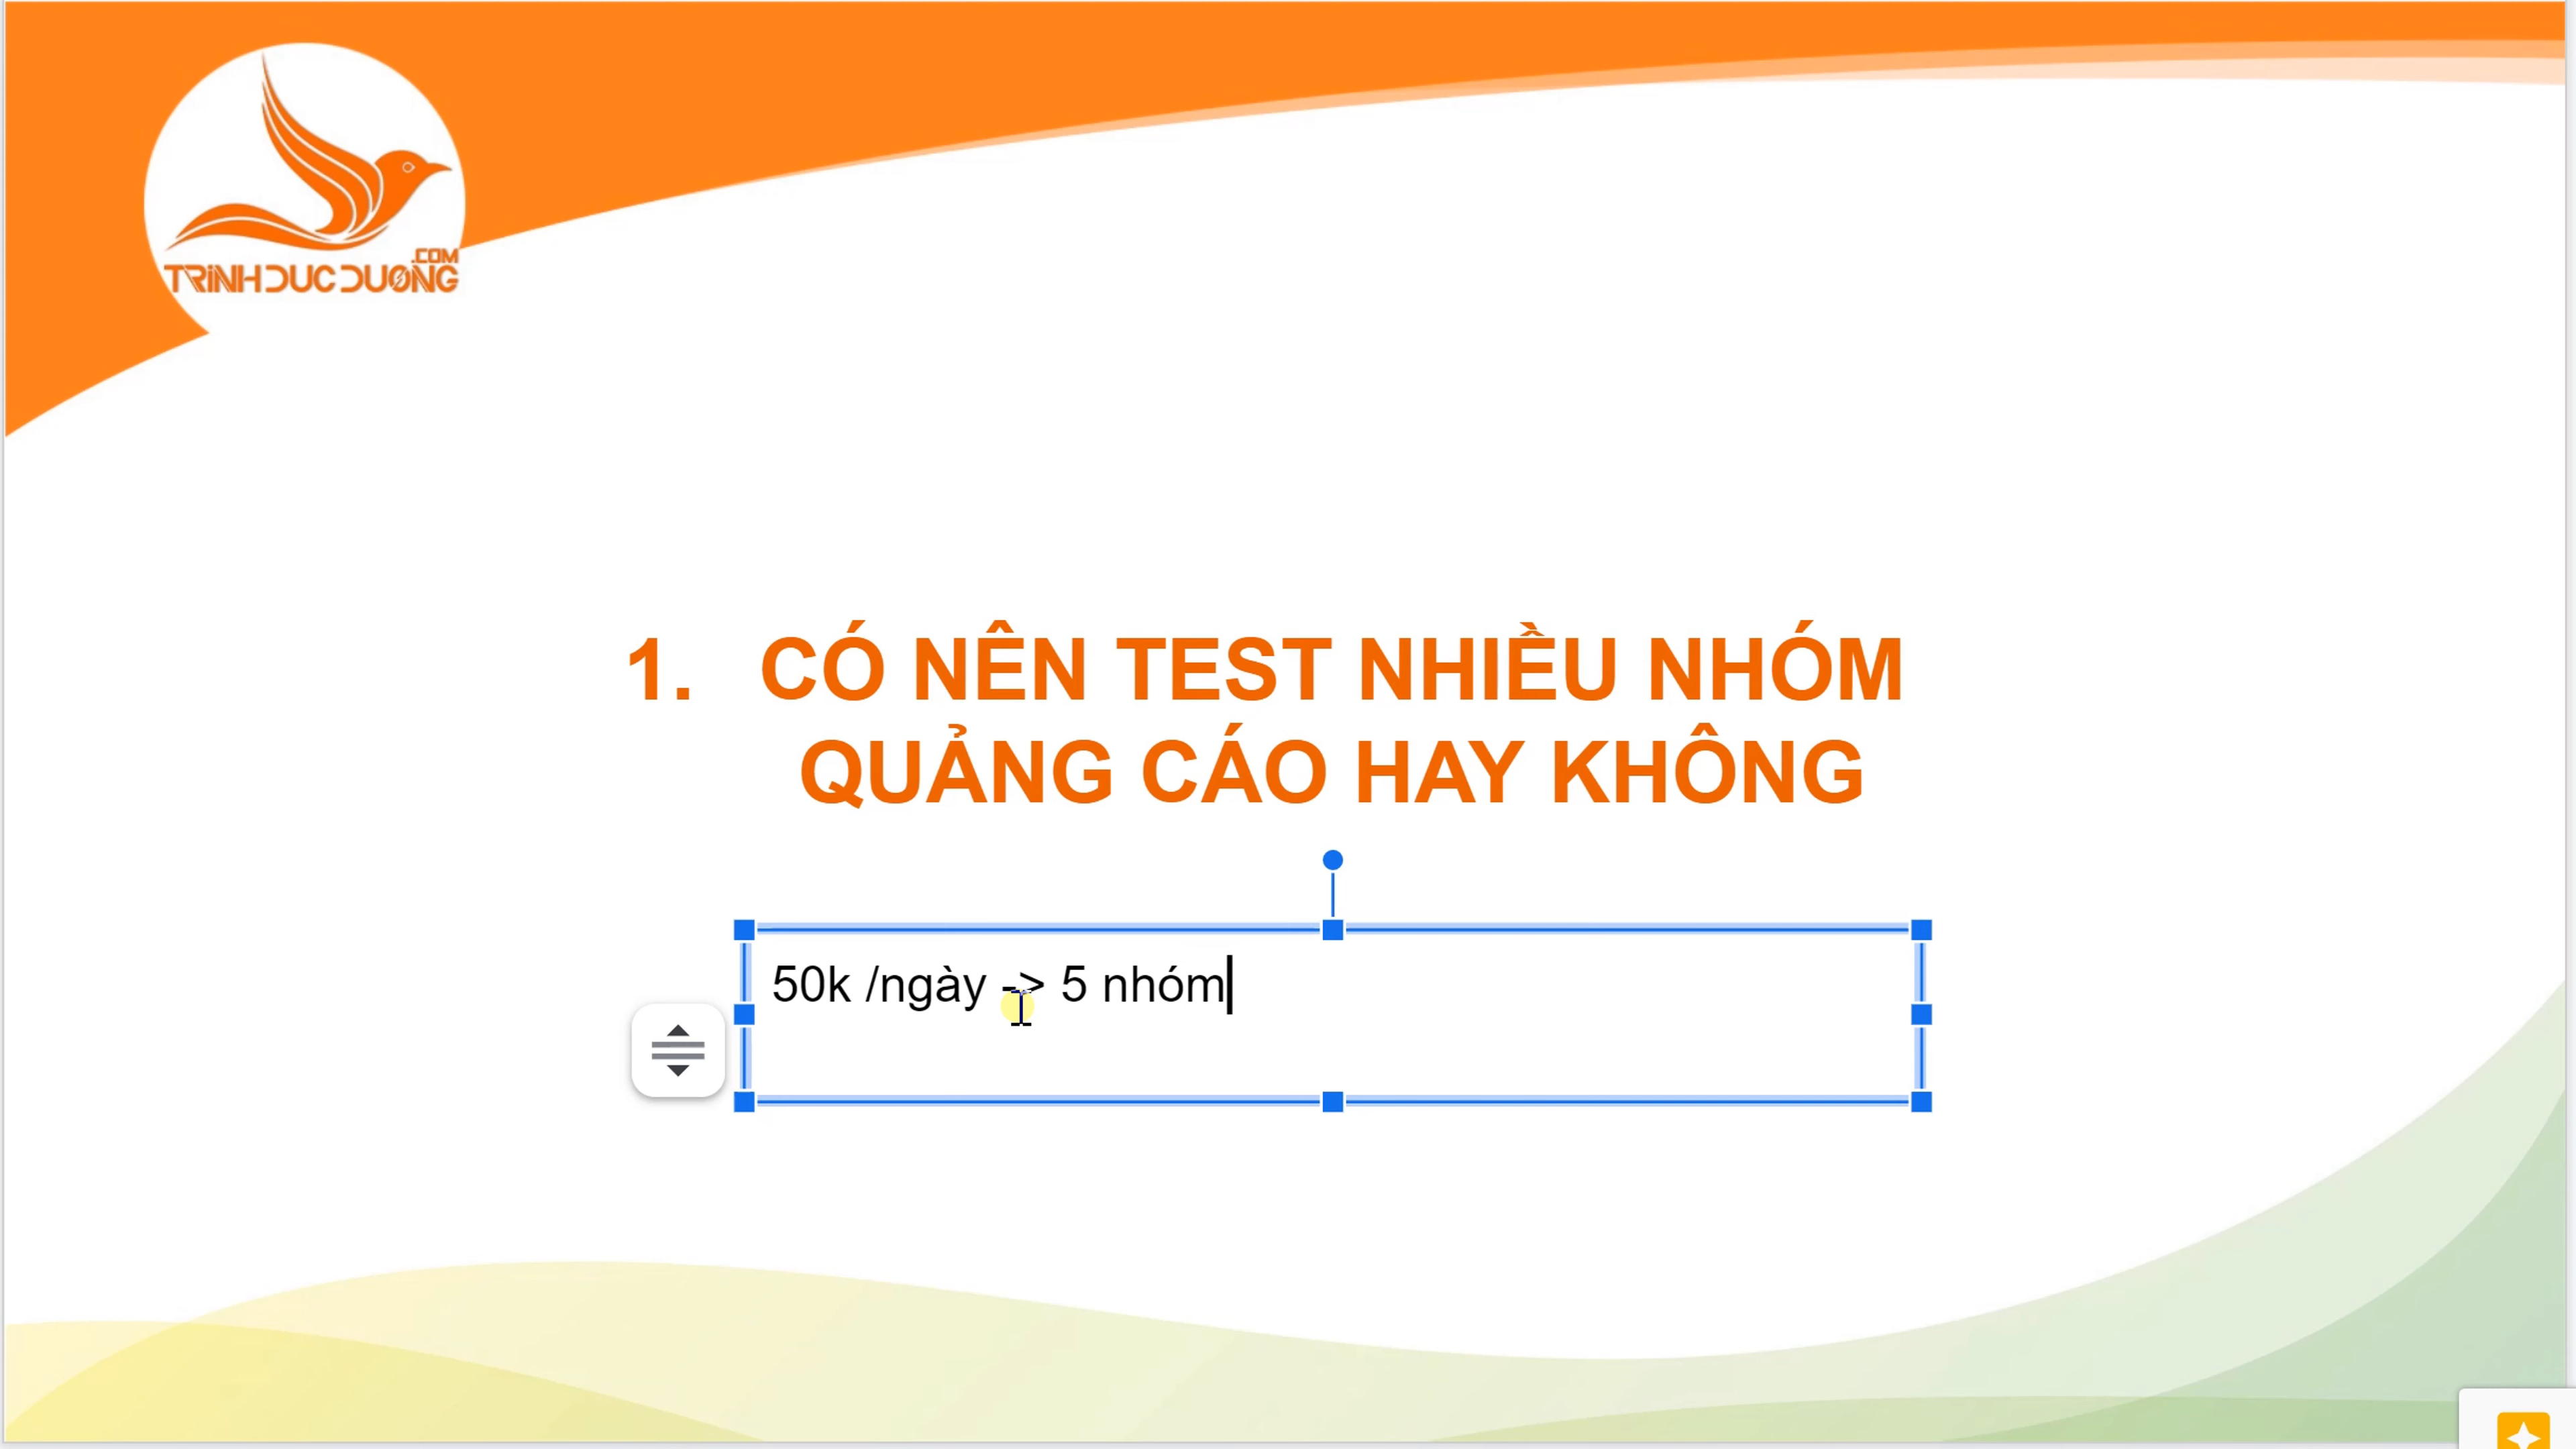 .COM
TRINHDUCDUONG
1. CÓ NÊN TEST NHIỀU NHÓM
QUẢNG CÁO HAY KHÔNG
50k /ngày -> 5 nhóm